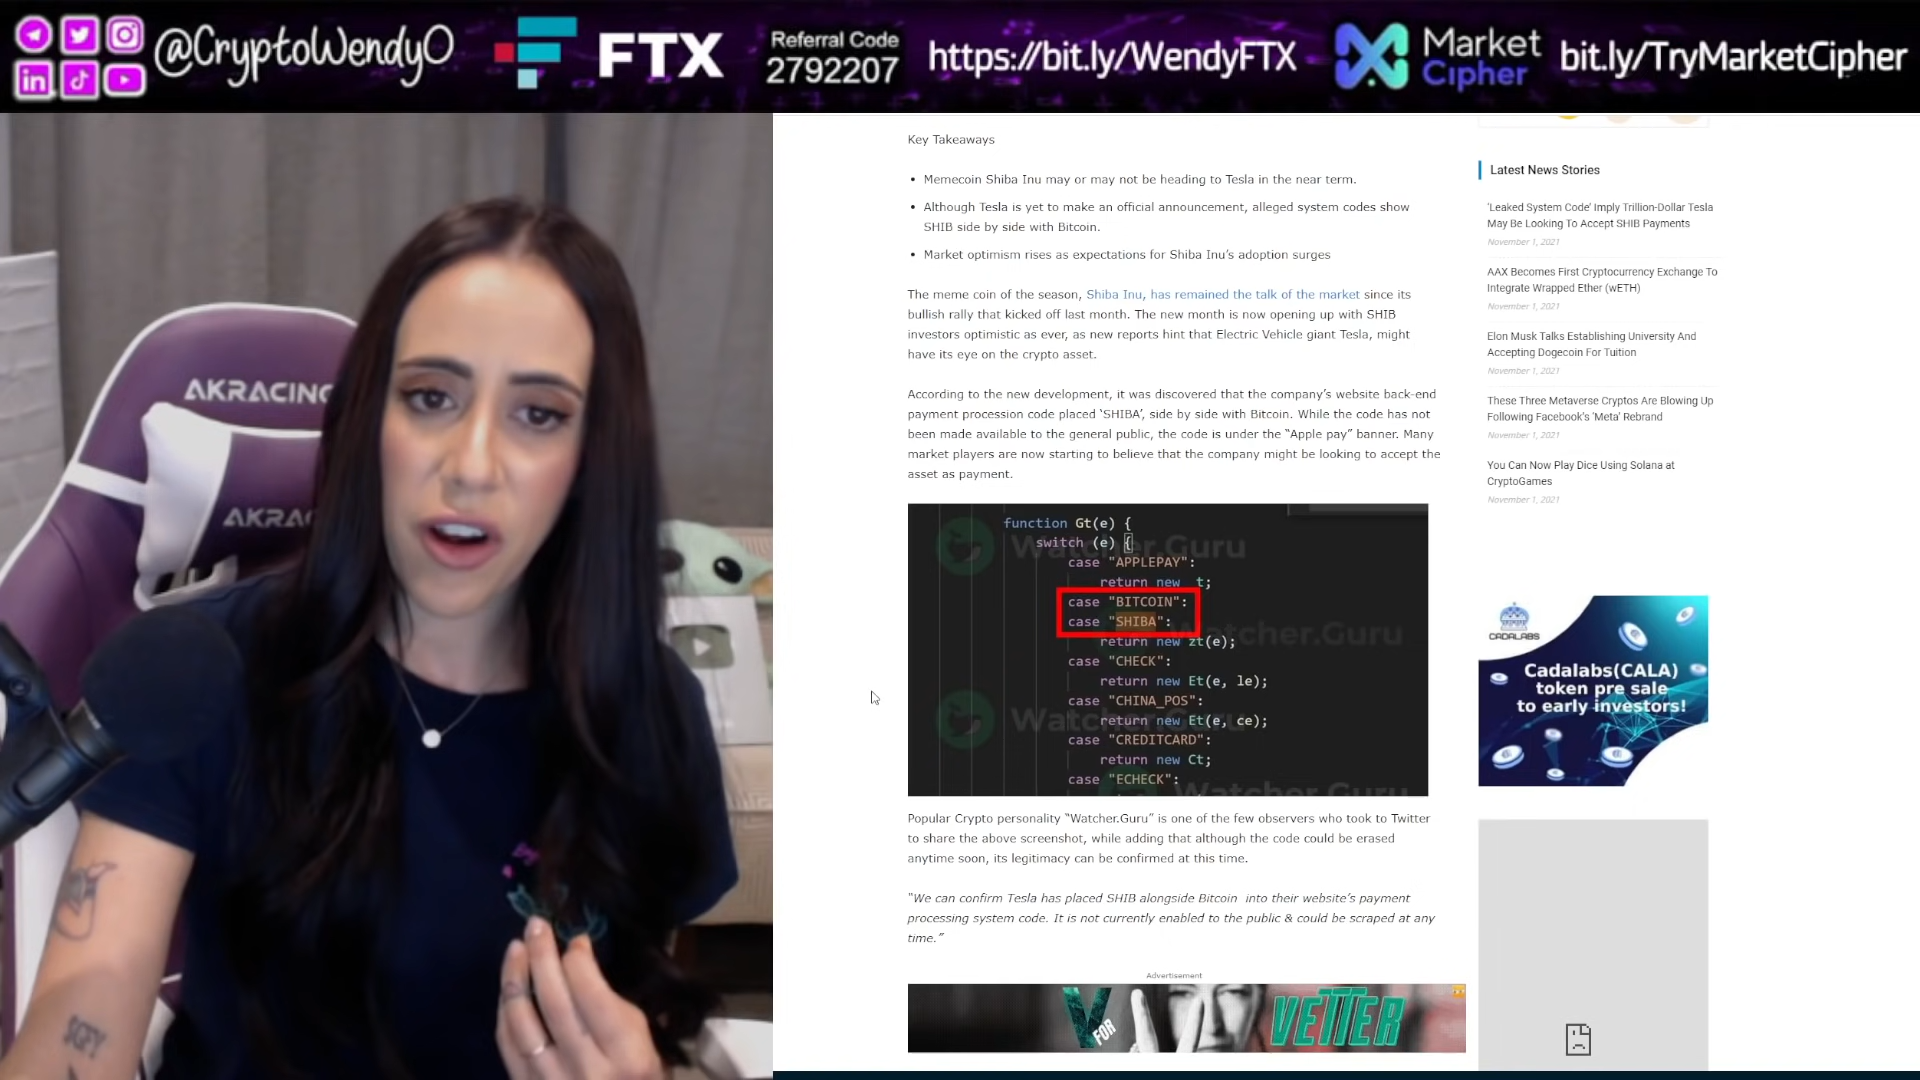 @CryptoWendyO
FTX
Referral Code
2792207
https://bit.ly/WendyFTX
Market
Cipher
bit.ly/TryMarketCipher
AKRACING
AKRAC
Key Takeaways
• Memecoin Shiba Inu may or may not be heading to Tesla in the near term.
• Although Tesla is yet to make an official announcement, alleged system codes show
SHIB side by side with Bitcoin.
• Market optimism rises as expectations for Shiba Inu’s adoption surges
The meme coin of the season, Shiba Inu, has remained the talk of the market since its
bullish rally that kicked off last month. The new month is now opening up with SHIB
investors optimistic as ever, as new reports hint that Electric Vehicle giant Tesla, might
have its eye on the crypto asset.
According to the new development, it was discovered that the company’s website back-end
payment procession code placed ‘SHIBA’, side by side with Bitcoin. While the code has not
been made available to the general public, the code is under the “Apple pay” banner. Many
market players are now starting to believe that the company might be looking to accept the
asset as payment.
function Gt(e) {
switch (e) {
case "APPLEPAY":
return new _t;
case "BITCOIN":
case "SHIBA":
return new zt(e);
case "CHECK":
return new Et(e, le);
case "CHINA_POS":
return new Et(e, ce);
case "CREDITCARD":
return new Ct;
case "ECHECK":
Watcher.Guru
Watcher.Guru
Watcher.Guru
Watcher.Guru
Popular Crypto personality “Watcher.Guru” is one of the few observers who took to Twitter
to share the above screenshot, while adding that although the code could be erased
anytime soon, its legitimacy can be confirmed at this time.
“We can confirm Tesla has placed SHIB alongside Bitcoin into their website’s payment
processing system code. It is not currently enabled to the public & could be scraped at any
time.”
Advertisement
V FOR VETTER
Latest News Stories
‘Leaked System Code’ Imply Trillion-Dollar Tesla
May Be Looking To Accept SHIB Payments
November 1, 2021
AAX Becomes First Cryptocurrency Exchange To
Integrate Wrapped Ether (wETH)
November 1, 2021
Elon Musk Talks Establishing University And
Accepting Dogecoin For Tuition
November 1, 2021
These Three Metaverse Cryptos Are Blowing Up
Following Facebook’s ‘Meta’ Rebrand
November 1, 2021
You Can Now Play Dice Using Solana at
CryptoGames
November 1, 2021
CADALABS
Cadalabs(CALA)
token pre sale
to early investors!